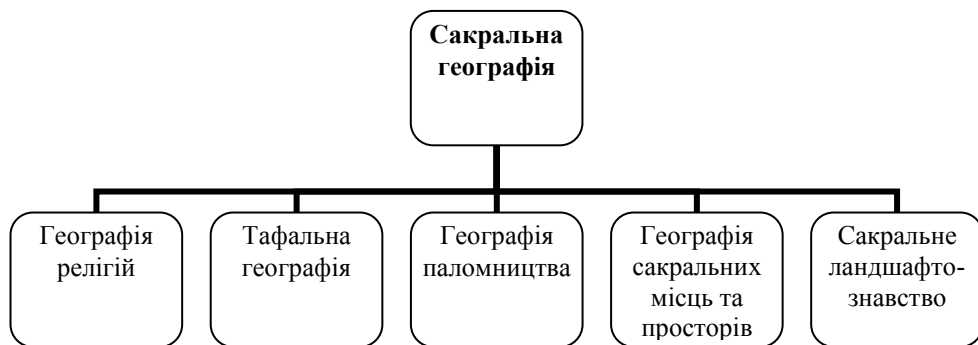 Сакральна
географія
Географія
релігій
Тафальна
географія
Географія
паломництва
Географія
сакральних
місць та
просторів
Сакральне
ландшафто-
знавство